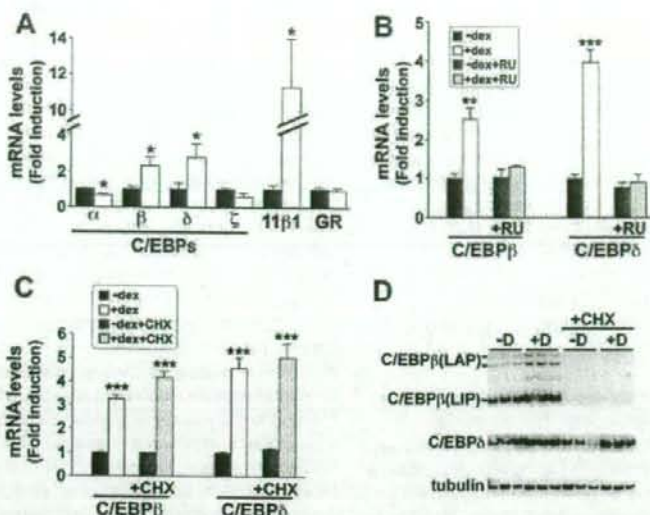 A
mRNA levels
(Fold induction)
14
12
10
4
2
0
*
*
*
*
α β δ ζ 11β1 GR
C/EBPs
B
mRNA levels
(Fold induction)
5
4
3
2
1
0
-dex
+dex
-dex+RU
+dex+RU
**
***
+RU +RU
C/EBPβ C/EBPδ
C
mRNA levels
(Fold induction)
6
5
4
3
2
1
0
-dex
+dex
-dex+CHX
+dex+CHX
*** *** *** ***
+CHX +CHX
C/EBPβ C/EBPδ
D
+CHX
-D +D -D +D
C/EBPβ(LAP)
C/EBPβ(LIP)
C/EBPδ
tubulin